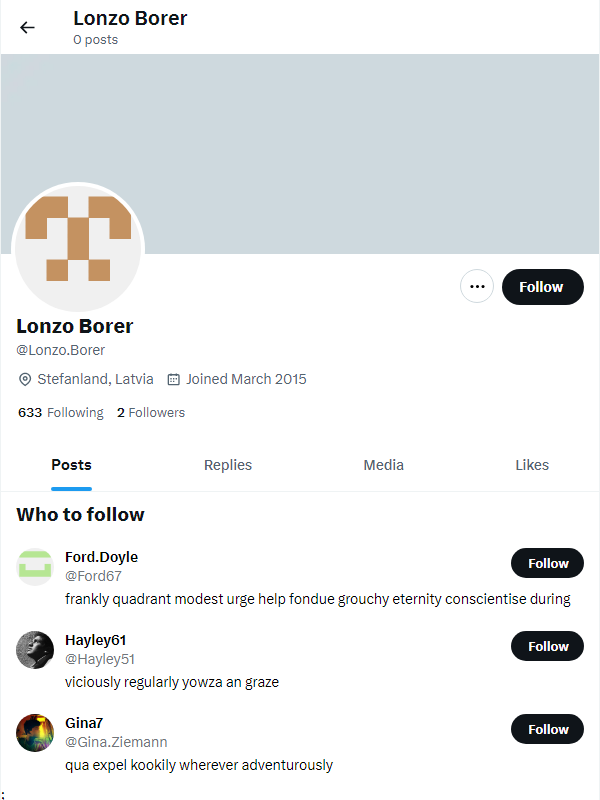 Lonzo Borer
0 posts
Follow
Lonzo Borer
@Lonzo.Borer
Stefanland, Latvia Joined March 2015
633 Following 2 Followers
Posts Replies Media Likes
Who to follow
Ford.Doyle
@Ford67
Follow
frankly quadrant modest urge help fondue grouchy eternity conscientise during
Hayley61
@Hayley51
Follow
viciously regularly yowza an graze
Gina7
@Gina.Ziemann
Follow
qua expel kookily wherever adventurously
;